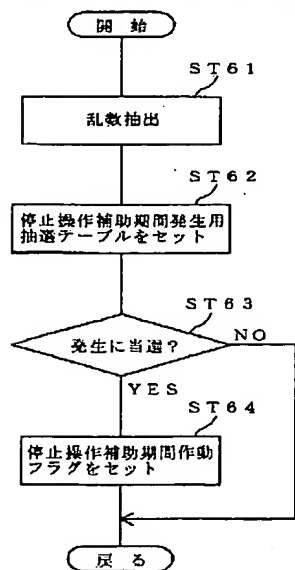 開 始
ST61
乱数抽出
ST62
停止操作補助期間発生用
抽選テーブルをセット
ST63
発生に当選？
NO
YES
ST64
停止操作補助期間作動
フラグをセット
戻 る